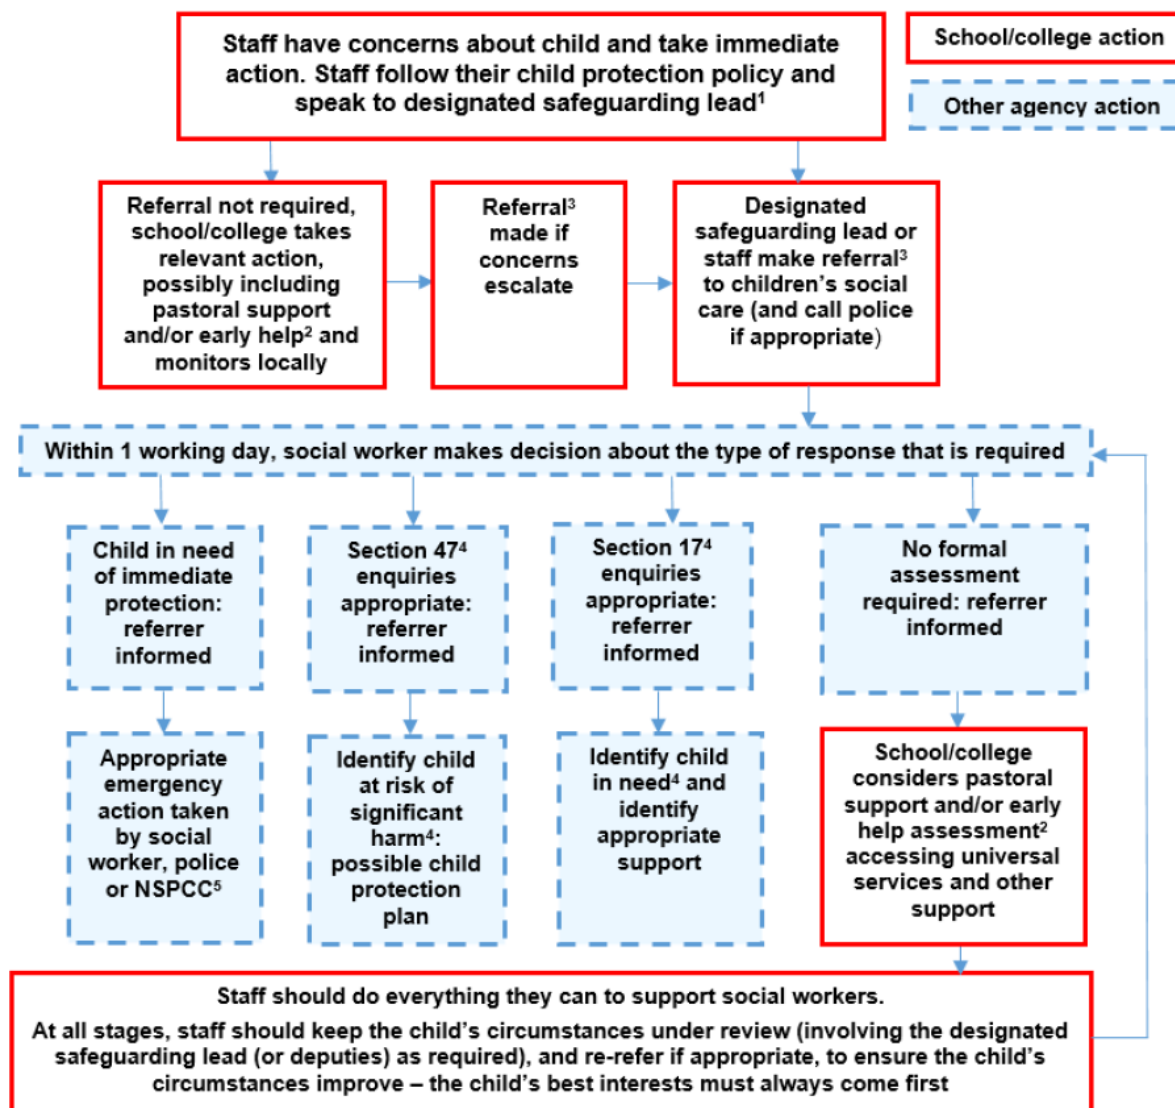 Staff have concerns about child and take immediate
action. Staff follow their child protection policy and
speak to designated safeguarding lead¹
School/college action
Other agency action
Referral not required,
school/college takes
relevant action,
possibly including
pastoral support
and/or early help² and
monitors locally
Referral³
made if
concerns
escalate
Designated
safeguarding lead or
staff make referral³
to children’s social
care (and call police
if appropriate)
Within 1 working day, social worker makes decision about the type of response that is required
Child in need
of immediate
protection:
referrer
informed
Section 47⁴
enquiries
appropriate:
referrer
informed
Section 17⁴
enquiries
appropriate:
referrer
informed
No formal
assessment
required: referrer
informed
Appropriate
emergency
action taken
by social
worker, police
or NSPCC⁵
Identify child
at risk of
significant
harm⁴:
possible child
protection
plan
Identify child
in need⁴ and
identify
appropriate
support
School/college
considers pastoral
support and/or early
help assessment²
accessing universal
services and other
support
Staff should do everything they can to support social workers.
At all stages, staff should keep the child’s circumstances under review (involving the designated
safeguarding lead (or deputies) as required), and re-refer if appropriate, to ensure the child’s
circumstances improve – the child’s best interests must always come first